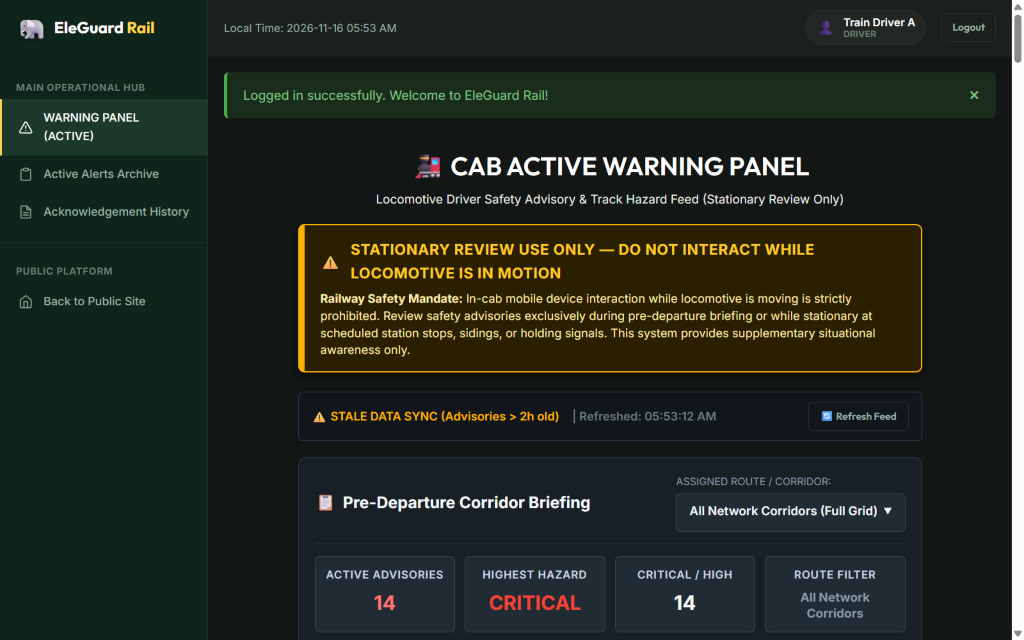 EleGuard Rail
Local Time: 2026-11-16 05:53 AM
Train Driver A
DRIVER
Logout
MAIN OPERATIONAL HUB
WARNING PANEL
(ACTIVE)
Active Alerts Archive
Acknowledgement History
PUBLIC PLATFORM
Back to Public Site
Logged in successfully. Welcome to EleGuard Rail!
×
CAB ACTIVE WARNING PANEL
Locomotive Driver Safety Advisory & Track Hazard Feed (Stationary Review Only)
STATIONARY REVIEW USE ONLY — DO NOT INTERACT WHILE
LOCOMOTIVE IS IN MOTION
Railway Safety Mandate: In-cab mobile device interaction while locomotive is moving is strictly
prohibited. Review safety advisories exclusively during pre-departure briefing or while stationary at
scheduled station stops, sidings, or holding signals. This system provides supplementary situational
awareness only.
STALE DATA SYNC (Advisories > 2h old) | Refreshed: 05:53:12 AM
Refresh Feed
Pre-Departure Corridor Briefing
ASSIGNED ROUTE / CORRIDOR:
All Network Corridors (Full Grid) ▼
ACTIVE ADVISORIES
14
HIGHEST HAZARD
CRITICAL
CRITICAL / HIGH
14
ROUTE FILTER
All Network
Corridors